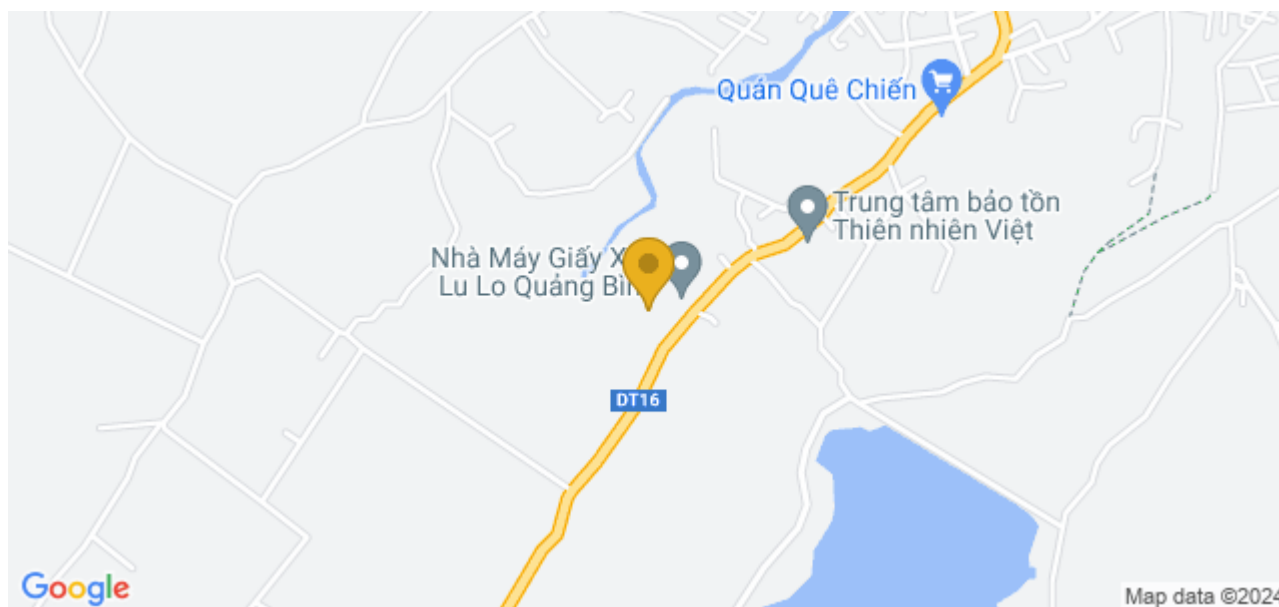 Quán Quê Chiến
Trung tâm bảo tồn
Thiên nhiên Việt
Nhà Máy Giấy X
Lu Lo Quảng Bìn
DT16
Google
Map data ©2024